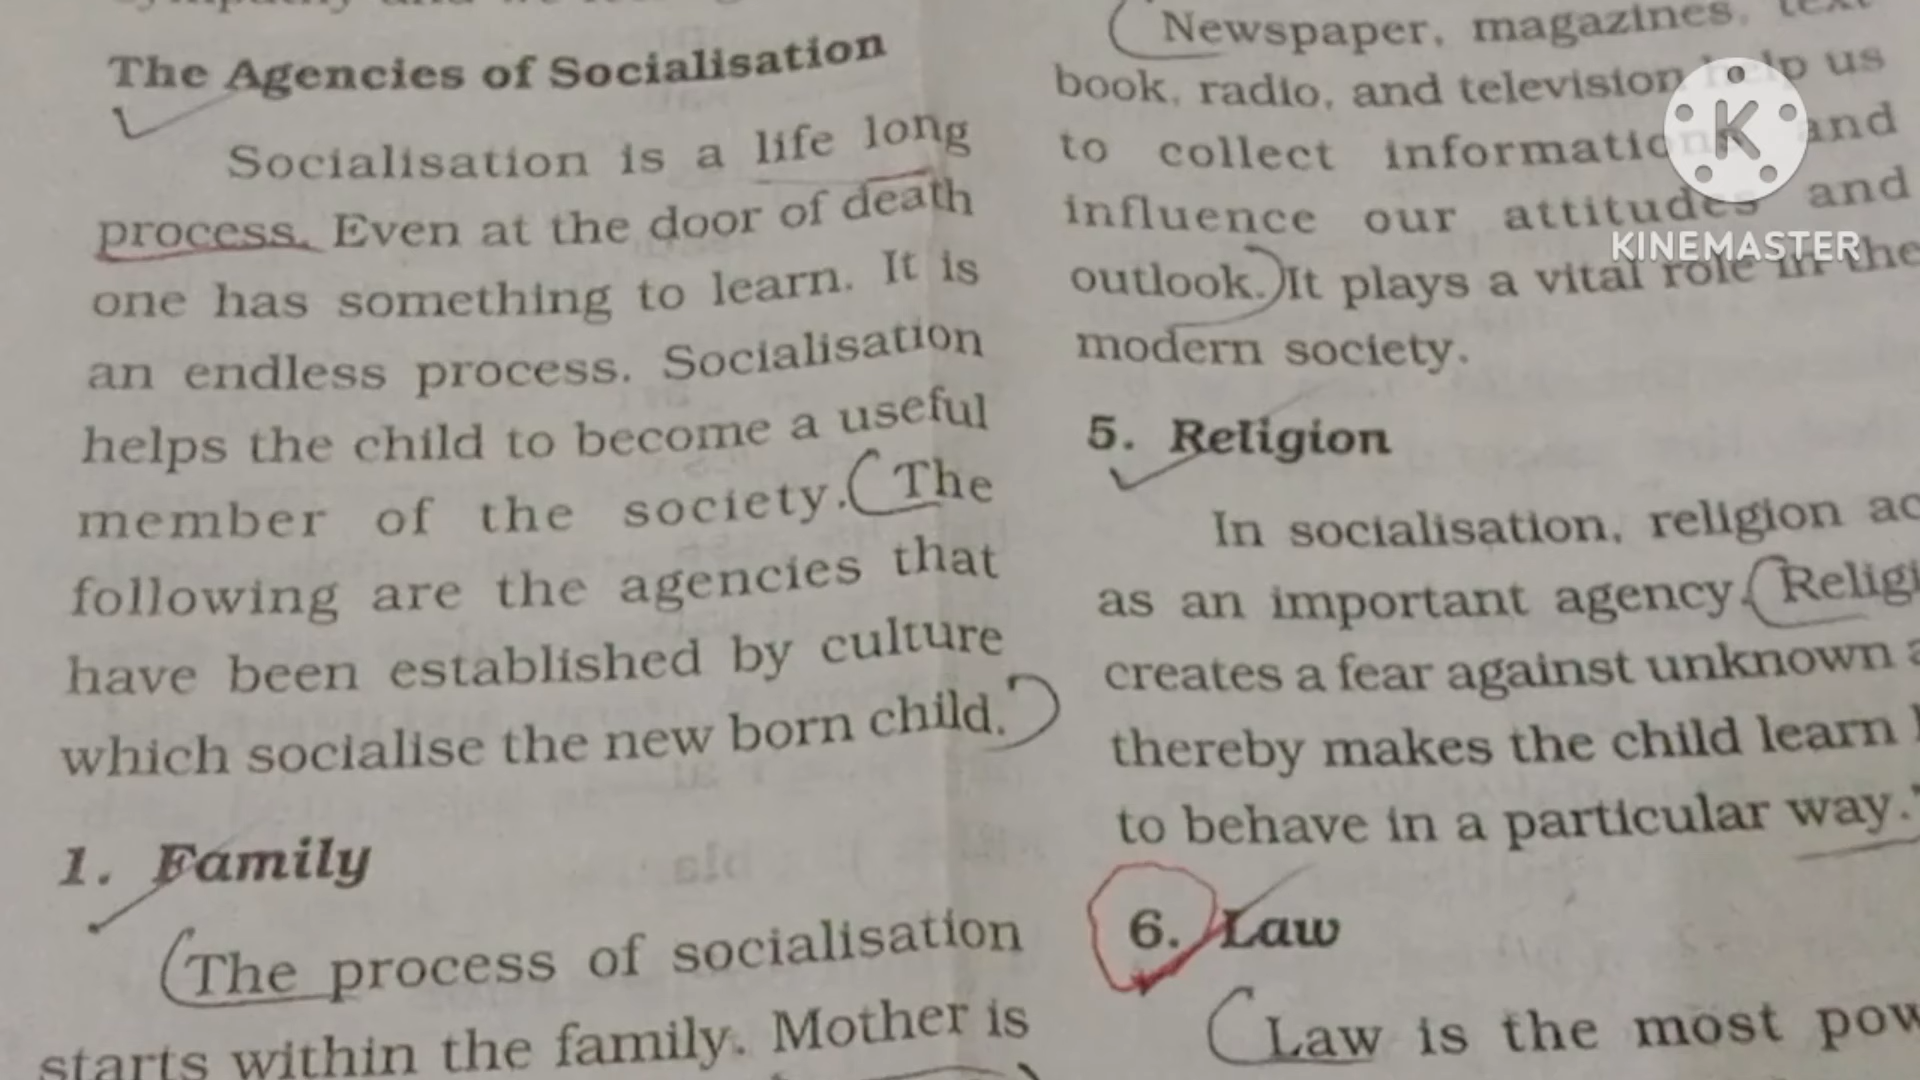 The Agencies of Socialisation
Socialisation is a life long
process. Even at the door of death
one has something to learn. It is
an endless process. Socialisation
helps the child to become a useful
member of the society. The
following are the agencies that
have been established by culture
which socialise the new born child.
1. Family
The process of socialisation
starts within the family. Mother is
Newspaper, magazines, text
book, radio, and television help us
to collect information and
influence our attitudes and
outlook. It plays a vital role in the
modern society.
5. Religion
In socialisation, religion
as an important agency.
creates a fear against unknown
thereby makes the child learn
to behave in a particular way."
6. Law
Law is the most
K
KINEMASTER